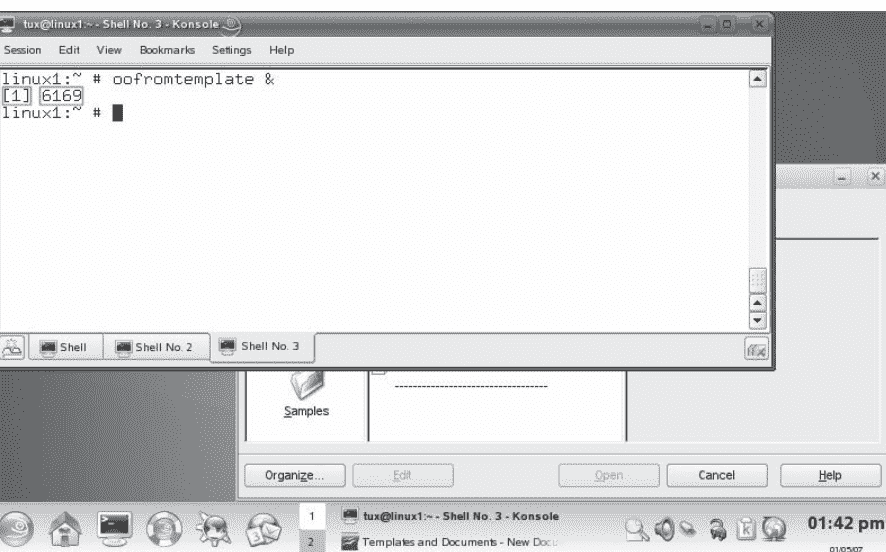 tux@linux1:~ - Shell No. 3 - Konsole
Session Edit View Bookmarks Settings Help
linux1:~ # oofromtemplate &
[1] 6169
linux1:~ #
Shell Shell No. 2 Shell No. 3
Samples
--------------------------------
Organize... Edit Open Cancel Help
1 tux@linux1:~ - Shell No. 3 - Konsole
2 Templates and Documents - New Docu
01:42 pm
01/05/07